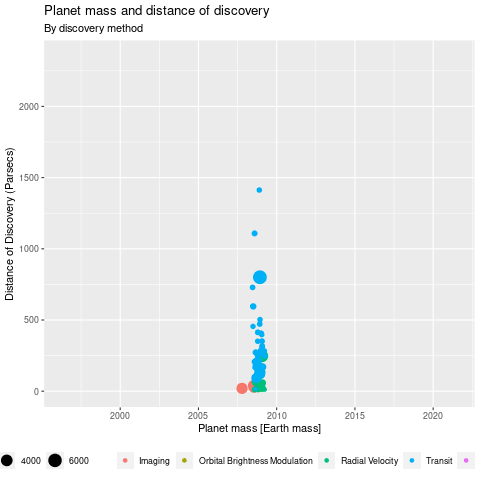 Planet mass and distance of discovery
By discovery method
Distance of Discovery (Parsecs)
2000
1500
1000
500
0
2000 2005 2010 2015 2020
Planet mass [Earth mass]
4000 6000 Imaging Orbital Brightness Modulation Radial Velocity Transit